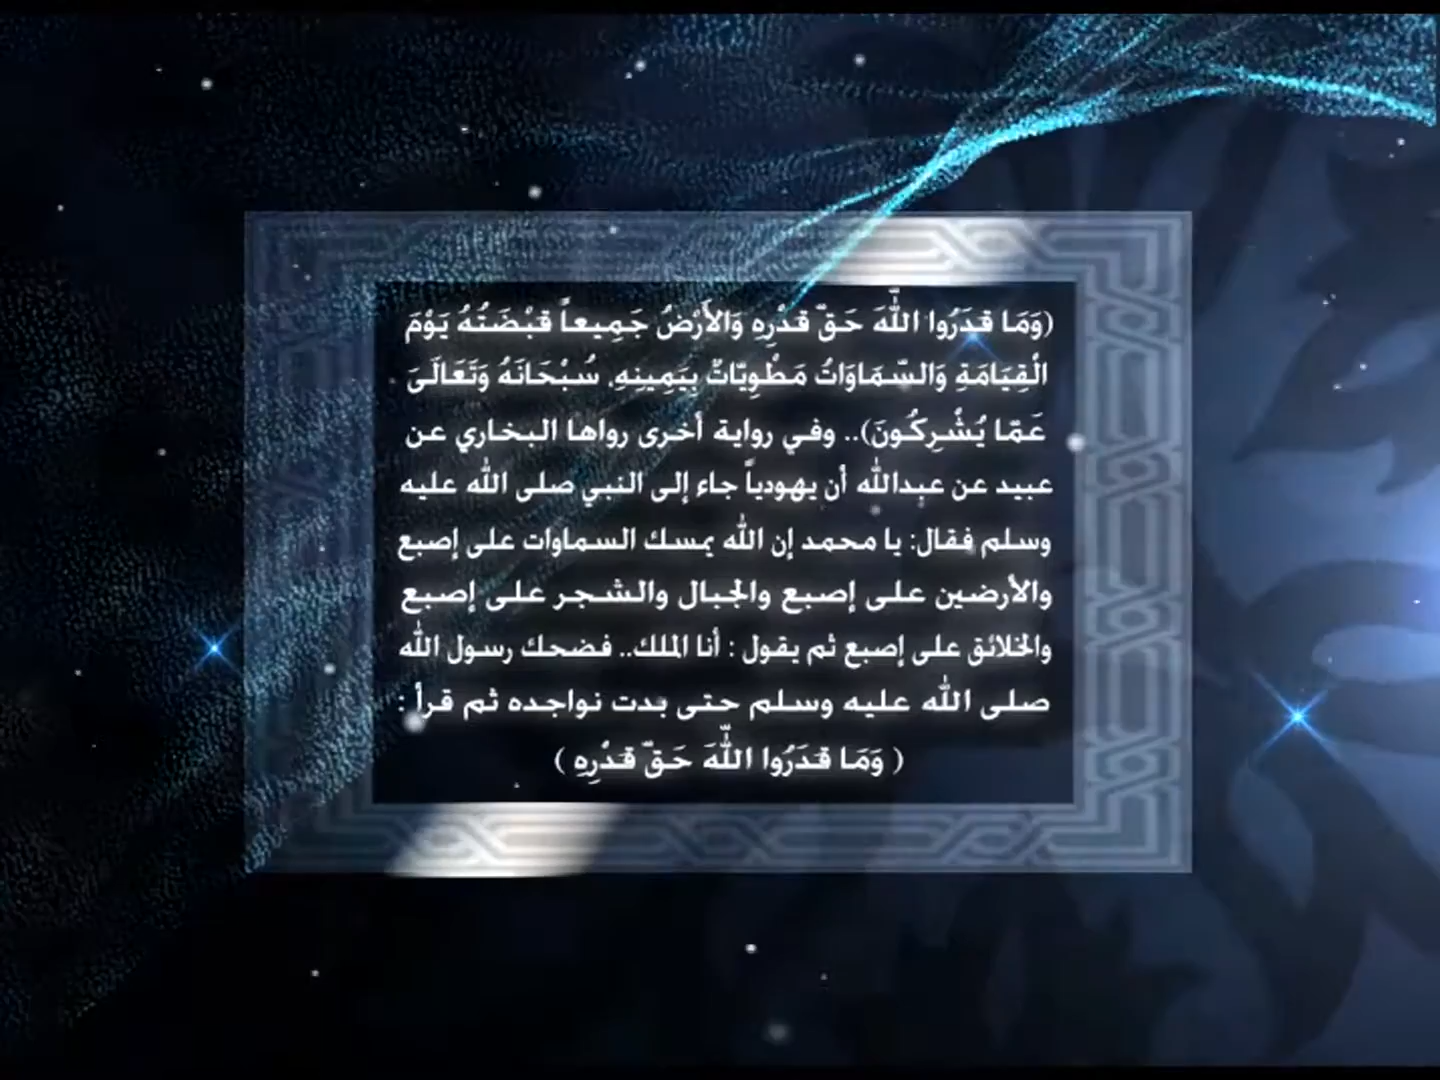 (وَمَا قَدَرُوا اللَّهَ حَقَّ قَدْرِهِ وَالأَرْضُ جَمِيعاً قَبْضَتُهُ يَوْمَ
الْقِيَامَةِ وَالسَّمَاوَاتُ مَطْوِيَّاتٌ بِيَمِينِهِ. سُبْحَانَهُ وَتَعَالَىَ
عَمَّا يُشْرِكُونَ).. وفي رواية أخرى رواها البخاري عن
عبيد عن عبدالله أن يهودياً جاء إلى النبي صلى الله عليه
وسلم فقال: يا محمد إن الله يمسك السماوات على إصبع
والأرضين على إصبع والجبال والشجر على إصبع
والخلائق على إصبع ثم يقول : أنا الملك.. فضحك رسول الله
صلى الله عليه وسلم حتى بدت نواجده ثم قرأ :
( وَمَا قَدَرُوا اللَّهَ حَقَّ قَدْرِهِ )